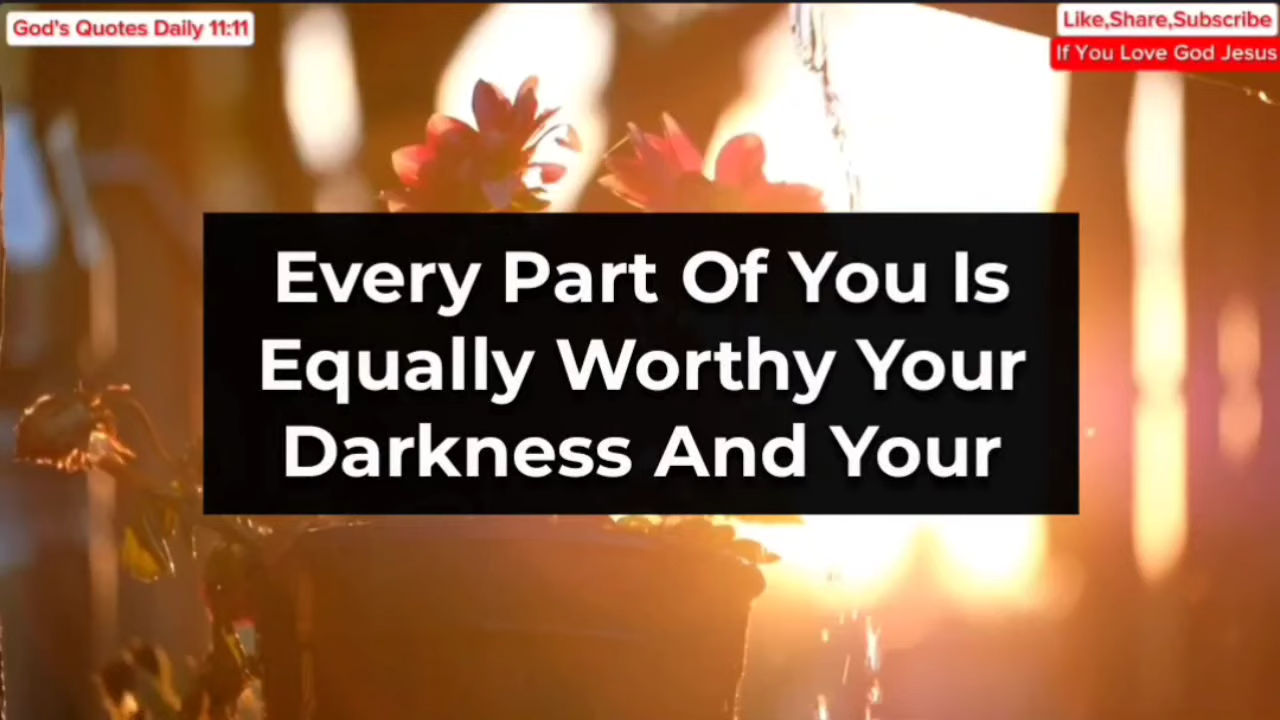 God's Quotes Daily 11:11
Like,Share,Subscribe
If You Love God Jesus
Every Part Of You Is
Equally Worthy Your
Darkness And Your